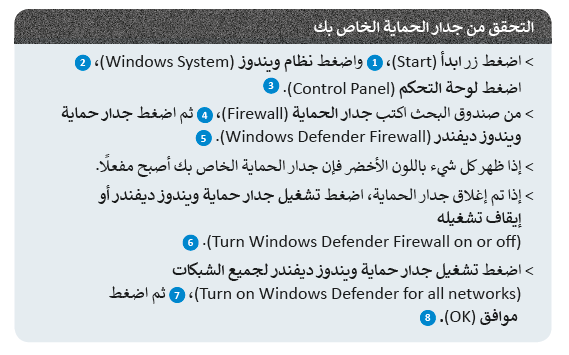 التحقق من جدار الحماية الخاص بك
> اضغط زر ابدأ (Start)، 1 واضغط نظام ويندوز (Windows System)، 2
اضغط لوحة التحكم (Control Panel). 3
> من صندوق البحث اكتب جدار الحماية (Firewall)، 4 ثم اضغط جدار حماية
ويندوز ديفندر (Windows Defender Firewall). 5
> إذا ظهر كل شيء باللون الأخضر فإن جدار الحماية الخاص بك أصبح مفعلًا.
> إذا تم إغلاق جدار الحماية، اضغط تشغيل جدار حماية ويندوز ديفندر أو
إيقاف تشغيله
(Turn Windows Defender Firewall on or off). 6
> اضغط تشغيل جدار حماية ويندوز ديفندر لجميع الشبكات
(Turn on Windows Defender for all networks)، 7 ثم اضغط
موافق (OK). 8